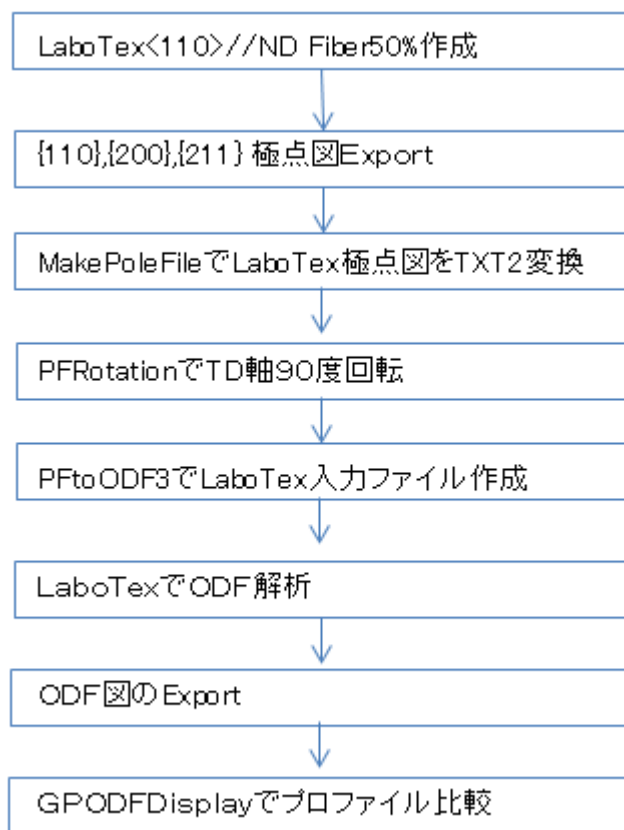 LaboTex<110>//ND Fiber50%作成
{110},{200},{211}極点図Export
MakePoleFileでLaboTex極点図をTXT2変換
PFRotationでTD軸90度回転
PFtoODF3でLaboTex入力ファイル作成
LaboTexでODF解析
ODF図のExport
GPODFDisplayでプロファイル比較